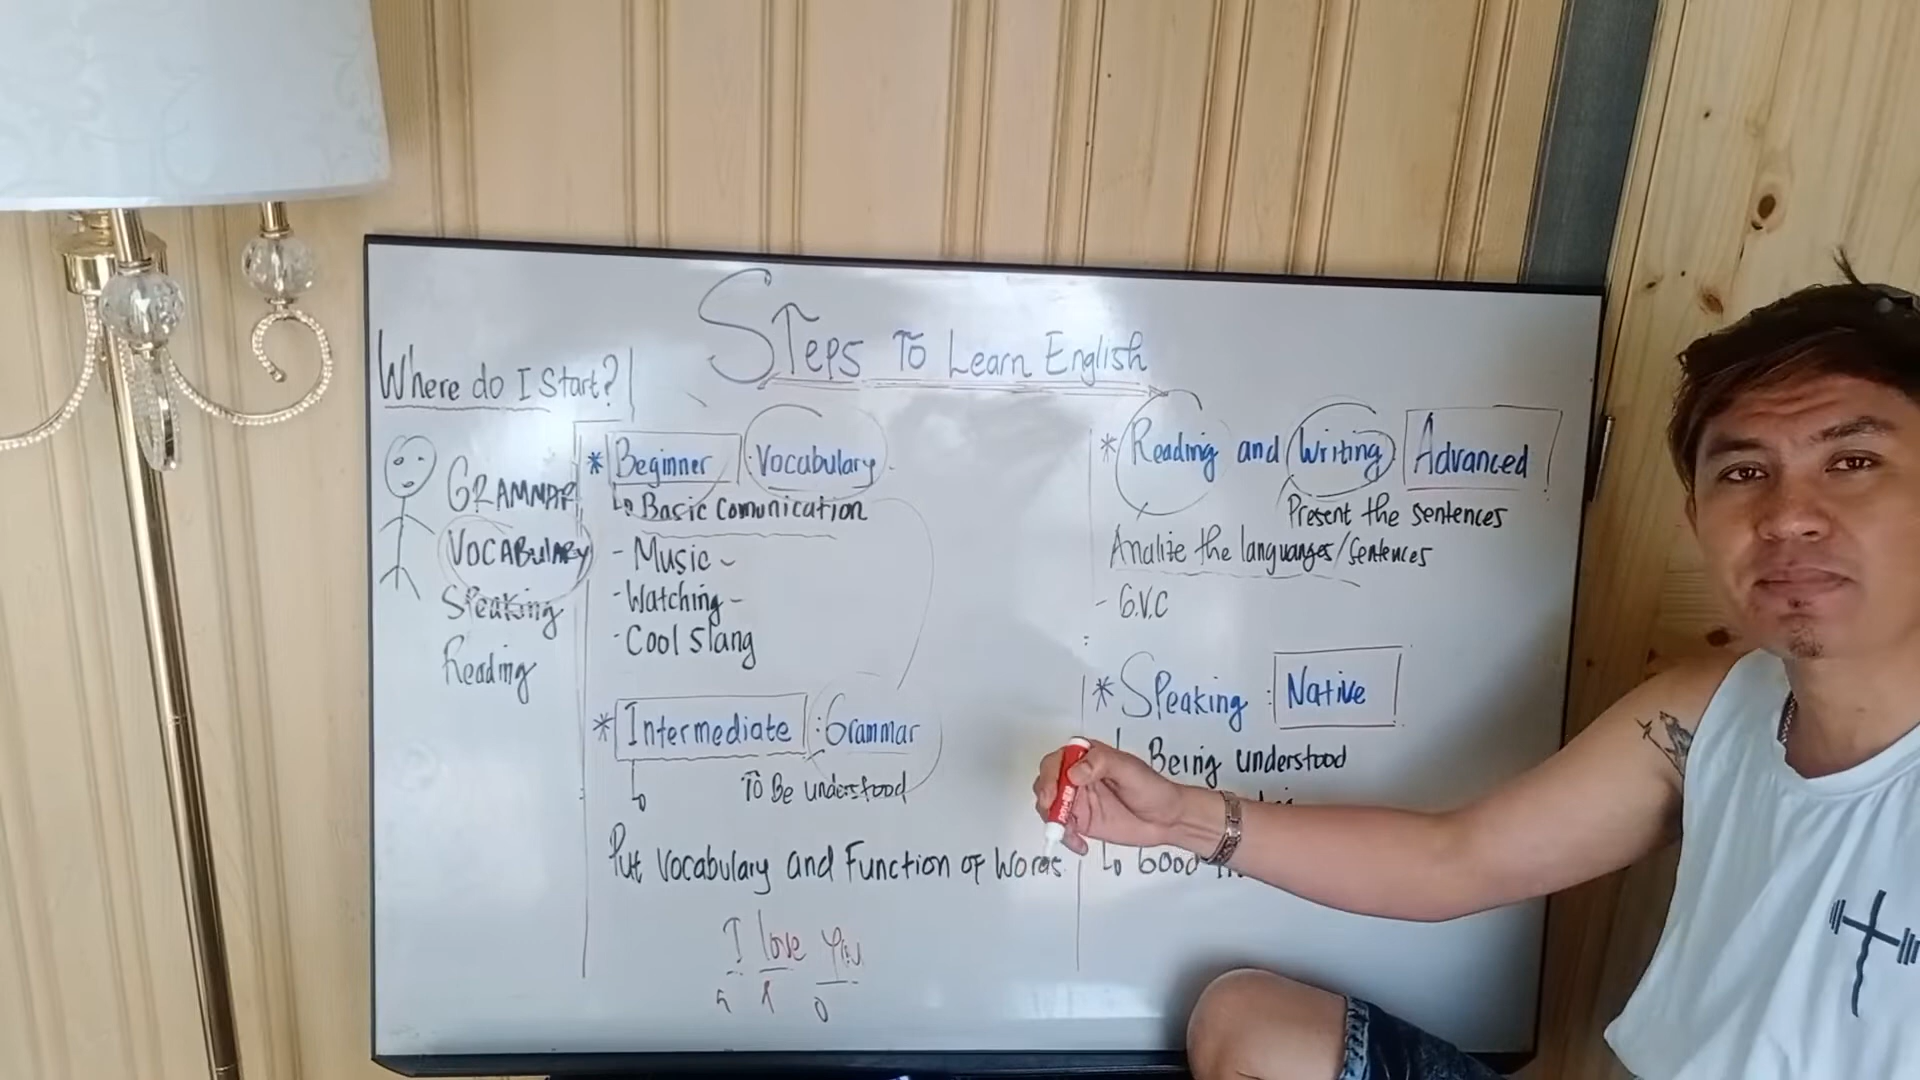 Steps To Learn English
Where do I Start?
GRAMMAR
VOCABULARY
Speaking
Reading
* Beginner : Vocabulary
Basic Comunication
- Music
- Watching
- Cool Slang
* Intermediate : Grammar
To Be understood
Put Vocabulary and Function of Words
I love you
O
* Reading and Writing : Advanced
Present the sentences
Analize the languanges/sentences
- G.V.C
* Speaking : Native
Being understood
Good